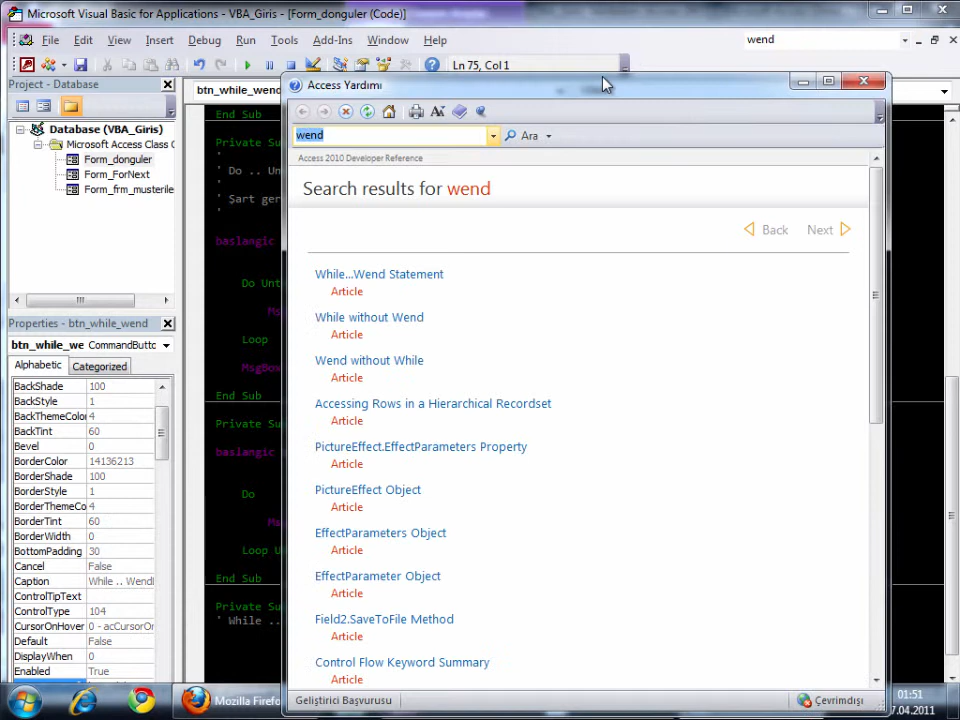 Microsoft Visual Basic for Applications - VBA_Giris - [Form_donguler (Code)]
File Edit View Insert Debug Run Tools Add-Ins Window Help
wend
Ln 75, Col 1
Project - Database
Database (VBA_Giris)
Microsoft Access Class
Form_donguler
Form_ForNext
Form_frm_musterile
Properties - btn_while_wend
btn_while_we CommandButto
Alphabetic Categorized
BackShade 100
BackStyle 1
BackThemeColo 4
BackTint 60
Bevel 0
BorderColor 14136213
BorderShade 100
BorderStyle 1
BorderThemeCo 4
BorderTint 60
BorderWidth 0
BottomPadding 30
Cancel False
Caption While .. Wend
ControlTipText
ControlType 104
CursorOnHover 0 - acCursorOn
Default False
DisplayWhen 0
Enabled True
btn_while_wend
End Sub
Private Su
'
' Do .. Un
' Şart ger
'
baslangic
Do Unt
Ms
Loop
MsgBox
End Sub
Private Su
baslangic
Do
Ms
Loop U
End Sub
Private Su
' While ..
Access Yardımı
wend
Ara
Access 2010 Developer Reference
Search results for wend
Back Next
While...Wend Statement
Article
While without Wend
Article
Wend without While
Article
Accessing Rows in a Hierarchical Recordset
Article
PictureEffect.EffectParameters Property
Article
PictureEffect Object
Article
EffectParameters Object
Article
EffectParameter Object
Article
Field2.SaveToFile Method
Article
Control Flow Keyword Summary
Article
Geliştirici Başvurusu
Çevrimdışı
Mozilla Firefo
01:51
7.04.2011